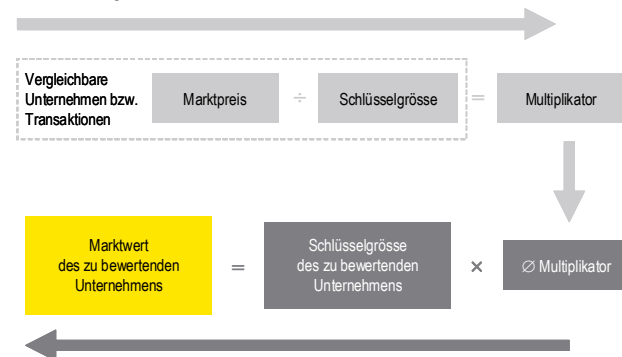 Vergleichbare
Unternehmen bzw.
Transaktionen
Marktpreis ÷ Schlüsselgrösse = Multiplikator
Marktwert
des zu bewertenden
Unternehmens
=
Schlüsselgrösse
des zu bewertenden
Unternehmens
×
∅ Multiplikator